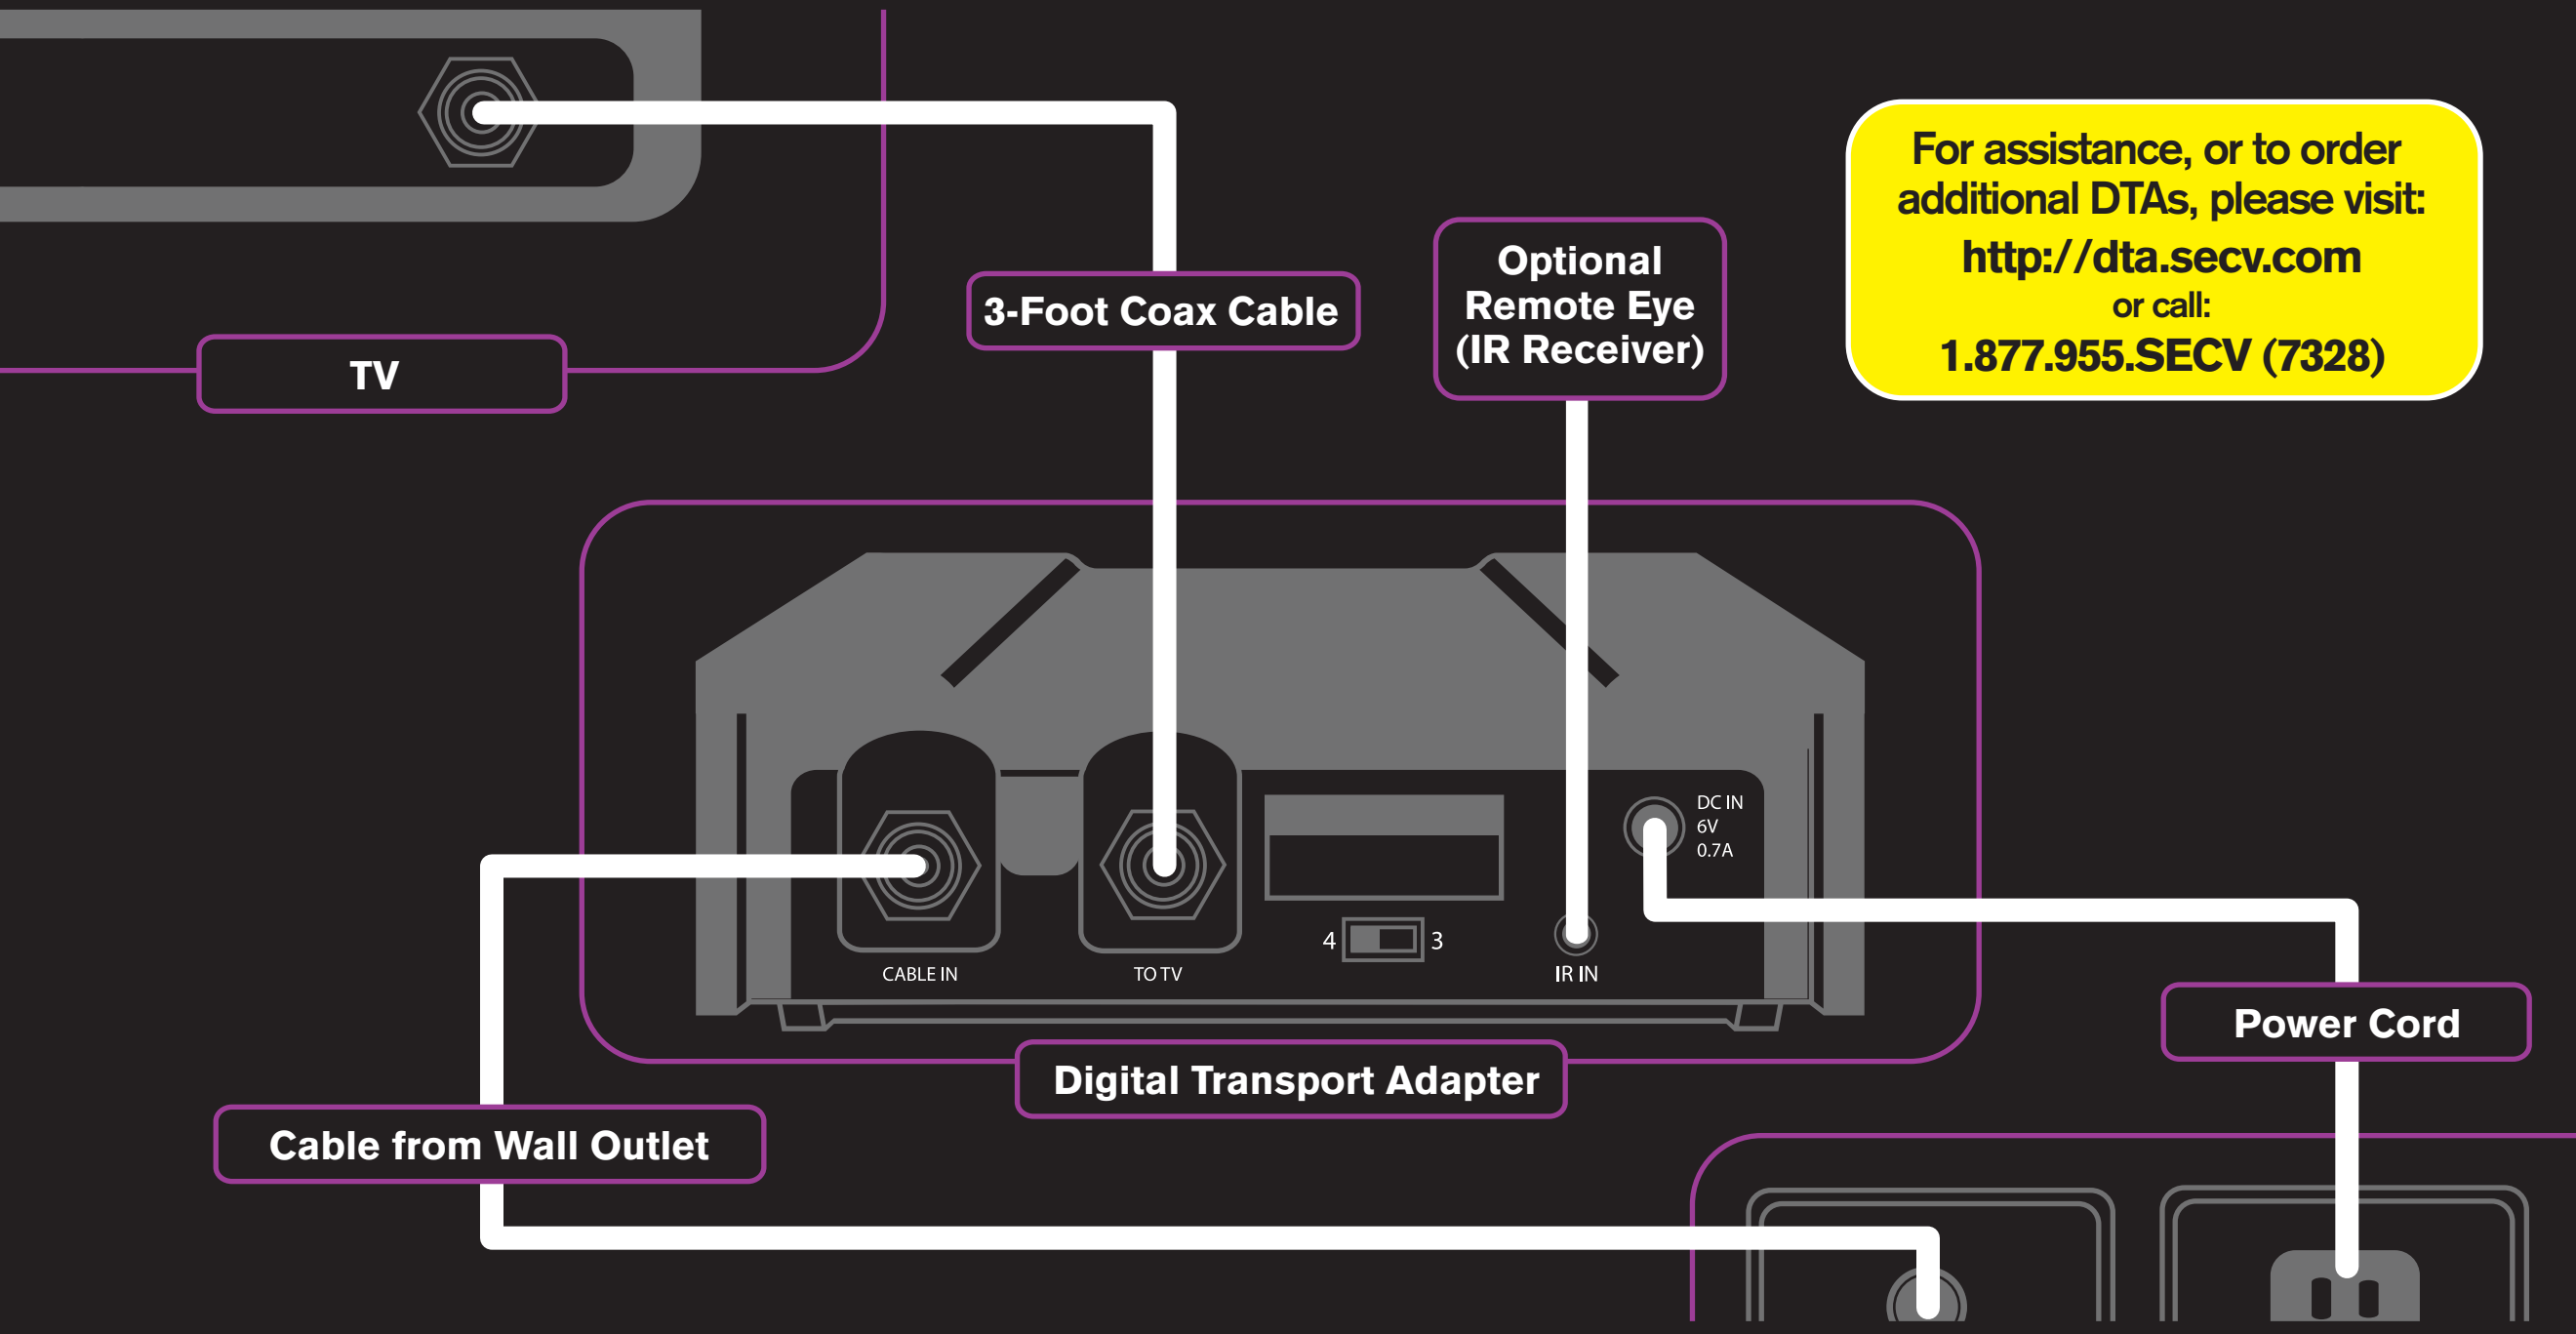 For assistance, or to order
additional DTAs, please visit:
http://dta.secv.com
or call:
1.877.955.SECV (7328)
Optional
Remote Eye
(IR Receiver)
3-Foot Coax Cable
TV
DC IN
6V
0.7A
4 3
CABLE IN
TO TV
IR IN
Power Cord
Digital Transport Adapter
Cable from Wall Outlet